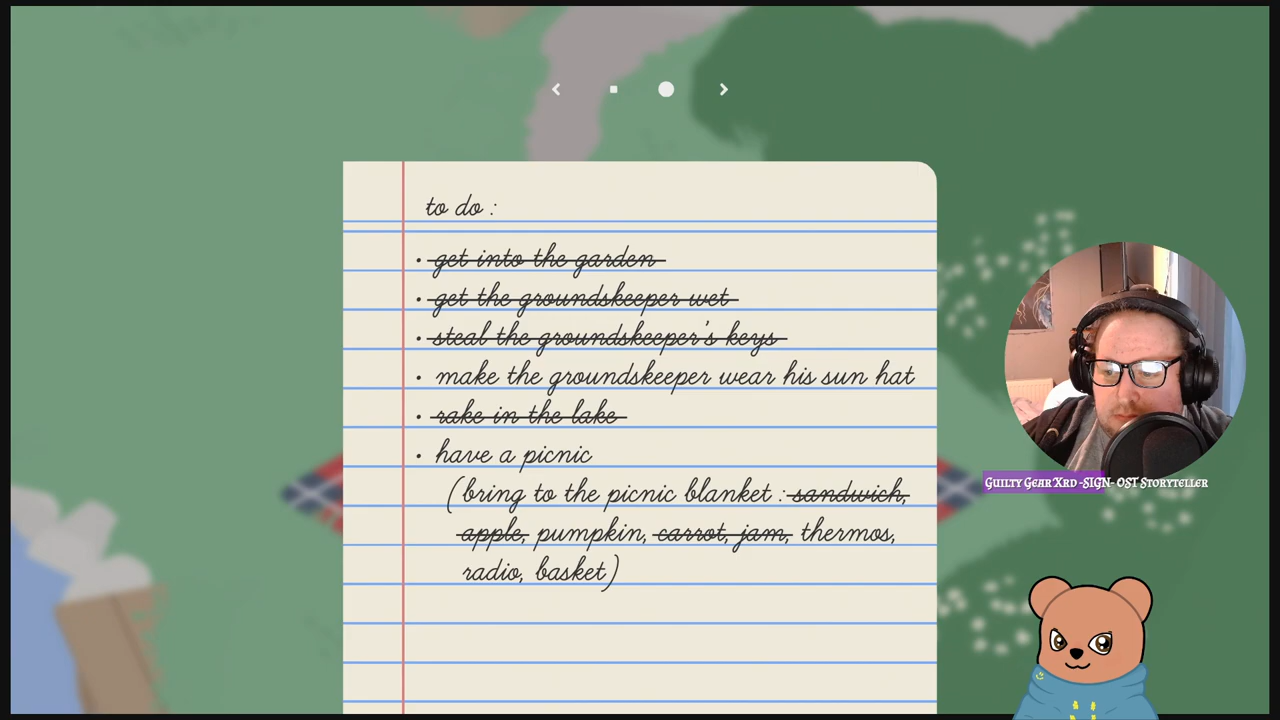 to do :
• get into the garden
• get the groundskeeper wet
• steal the groundskeeper's keys
• make the groundskeeper wear his sun hat
• rake in the lake
• have a picnic
(bring to the picnic blanket : sandwich,
apple, pumpkin, carrot, jam, thermos,
radio, basket)
Guilty Gear Xrd -SIGN- OST Storyteller